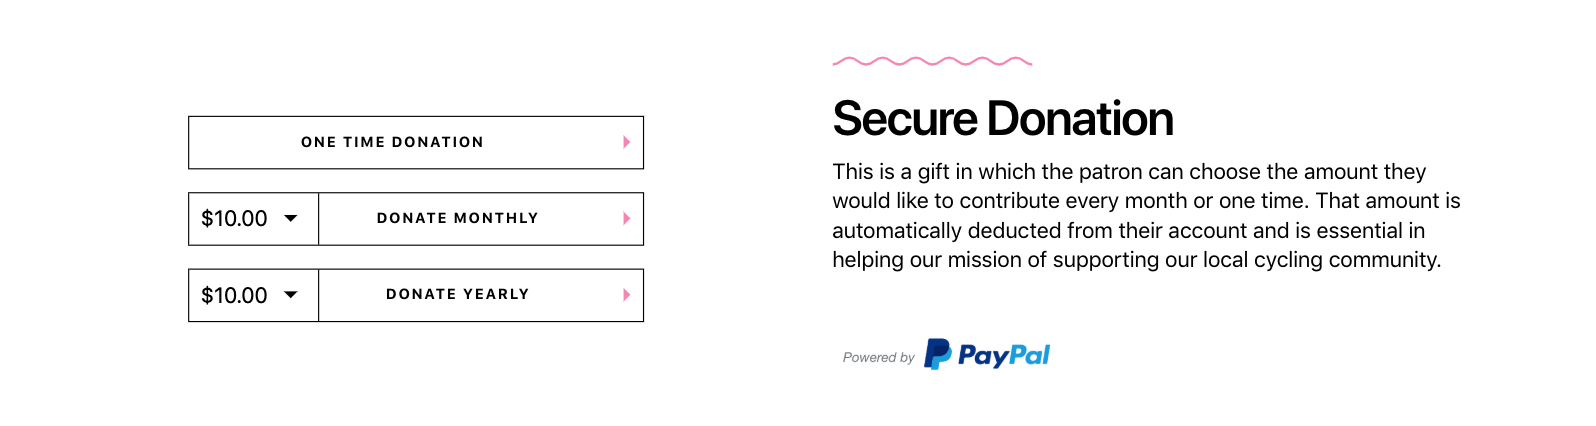 ONE TIME DONATION
$10.00 DONATE MONTHLY
$10.00 DONATE YEARLY
Secure Donation
This is a gift in which the patron can choose the amount they
would like to contribute every month or one time. That amount is
automatically deducted from their account and is essential in
helping our mission of supporting our local cycling community.
Powered by PayPal